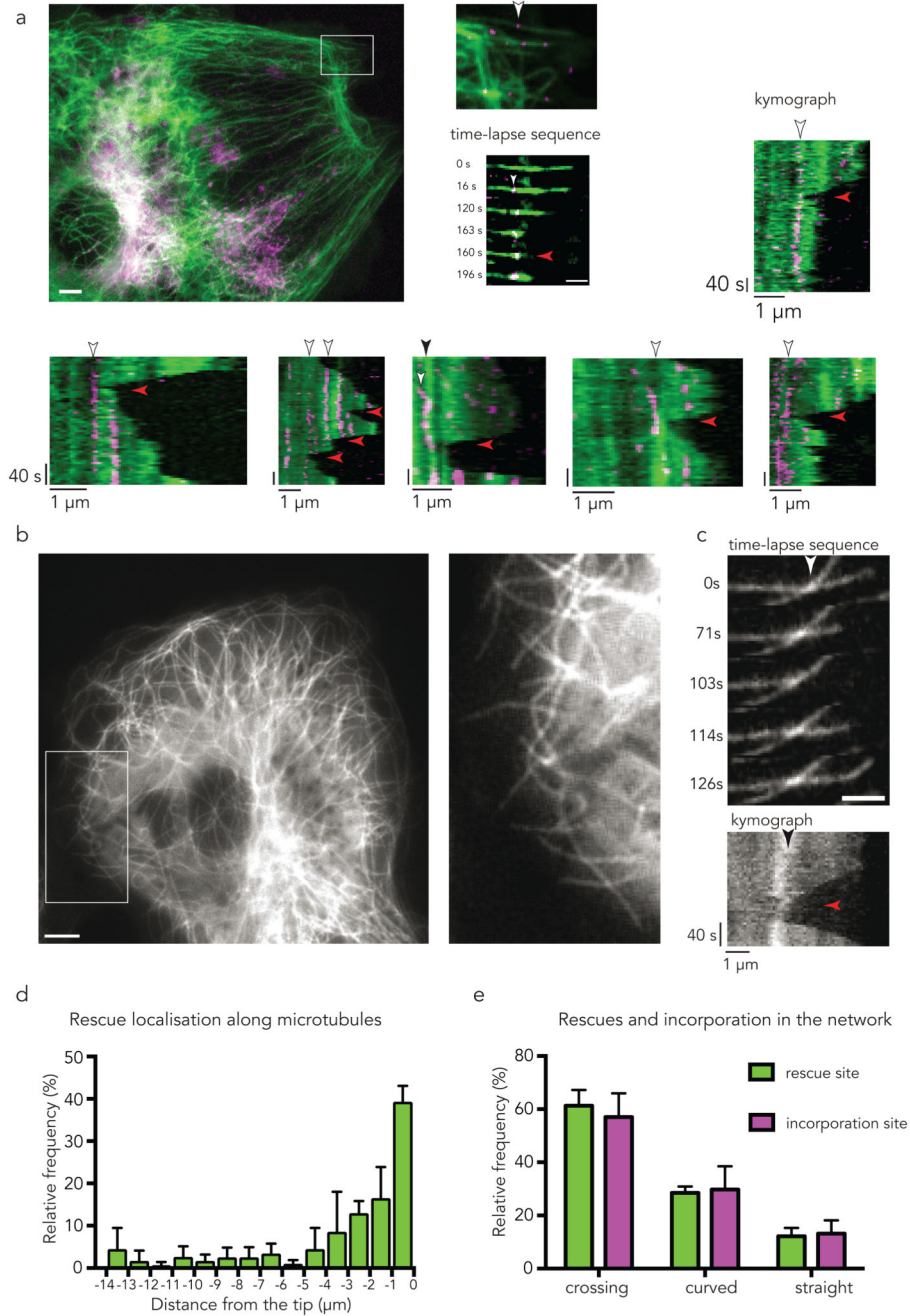 a
kymograph
time-lapse sequence
0 s
16 s
120 s
163 s
160 s
196 s
40 s
1 µm
40 s
1 µm
1 µm
1 µm
1 µm
1 µm
b
c
time-lapse sequence
0s
71s
103s
114s
126s
kymograph
40 s
1 µm
d
Rescue localisation along microtubules
Relative frequency (%)
50
40
30
20
10
0
-14 -13 -12 -11 -10 -9 -8 -7 -6 -5 -4 -3 -2 -1 0
Distance from the tip (µm)
e
Rescues and incorporation in the network
Relative frequency (%)
80
60
40
20
0
rescue site
incorporation site
crossing curved straight